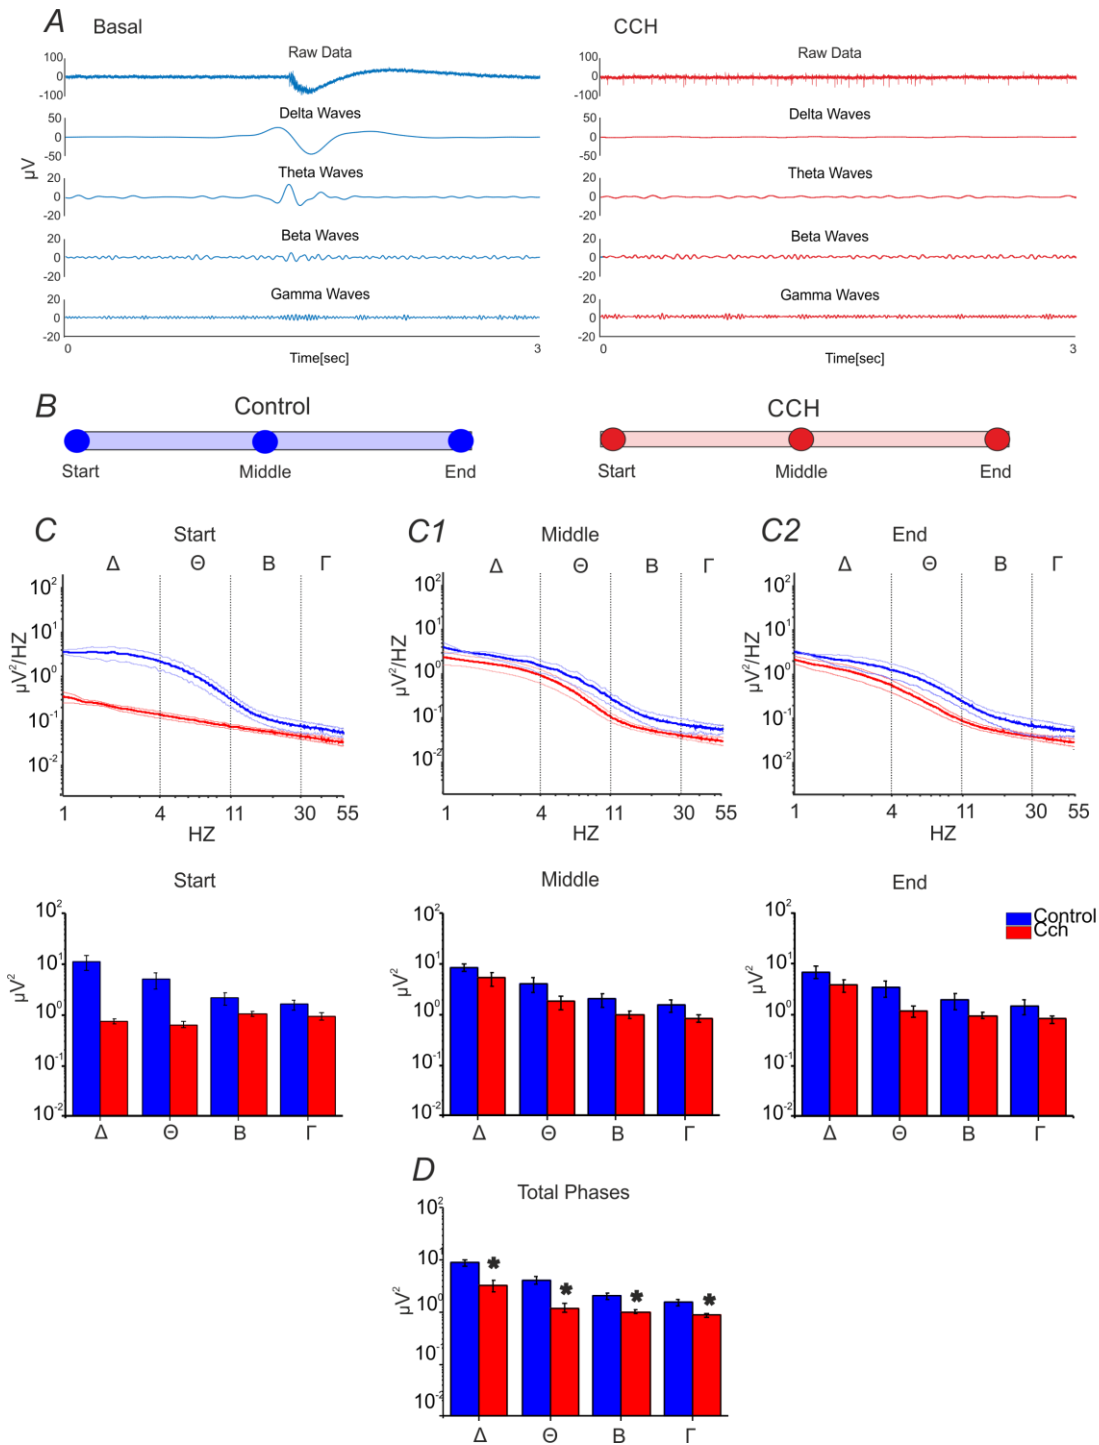 A Basal CCH
Raw Data Raw Data
100 100
0 0
-100 -100
Delta Waves Delta Waves
50 50
0 0
-50 -50
µV
Theta Waves Theta Waves
20 20
0 0
-20 -20
Beta Waves Beta Waves
20 20
0 0
-20 -20
Gamma Waves Gamma Waves
20 20
0 0
-20 -20
0 3 0 3
Time[sec] Time[sec]
B Control CCH
Start Middle End Start Middle End
C Start C1 Middle C2 End
Δ Θ B Γ Δ Θ B Γ Δ Θ B Γ
10² 10² 10²
10¹ 10¹ 10¹
10⁰ 10⁰ 10⁰
10⁻¹ 10⁻¹ 10⁻¹
10⁻² 10⁻² 10⁻²
µV²/HZ µV²/HZ µV²/HZ
1 4 11 30 55 1 4 11 30 55 1 4 11 30 55
HZ HZ HZ
Start Middle End
10² 10² 10²
Control
Cch
10¹ 10¹ 10¹
µV² µV² µV²
10⁰ 10⁰ 10⁰
10⁻¹ 10⁻¹ 10⁻¹
10⁻² 10⁻² 10⁻²
Δ Θ B Γ Δ Θ B Γ Δ Θ B Γ
D
Total Phases
10²
10¹
* * * *
µV²
10⁰
10⁻¹
10⁻²
Δ Θ B Γ